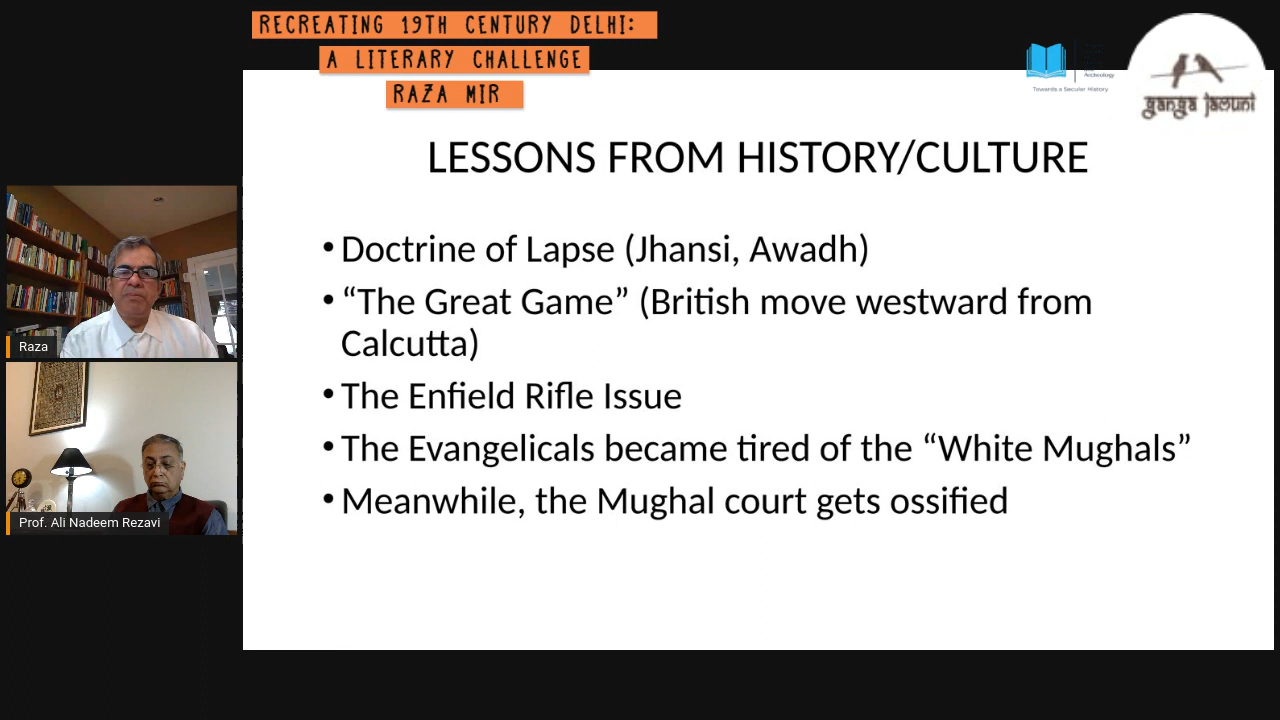 RECREATING 19TH CENTURY DELHI:
A LITERARY CHALLENGE
RAZA MIR
Archeology
Towards a Secular History
ganga jamuni
LESSONS FROM HISTORY/CULTURE
• Doctrine of Lapse (Jhansi, Awadh)
• “The Great Game” (British move westward from
Calcutta)
• The Enfield Rifle Issue
• The Evangelicals became tired of the “White Mughals”
• Meanwhile, the Mughal court gets ossified
Raza
Prof. Ali Nadeem Rezavi